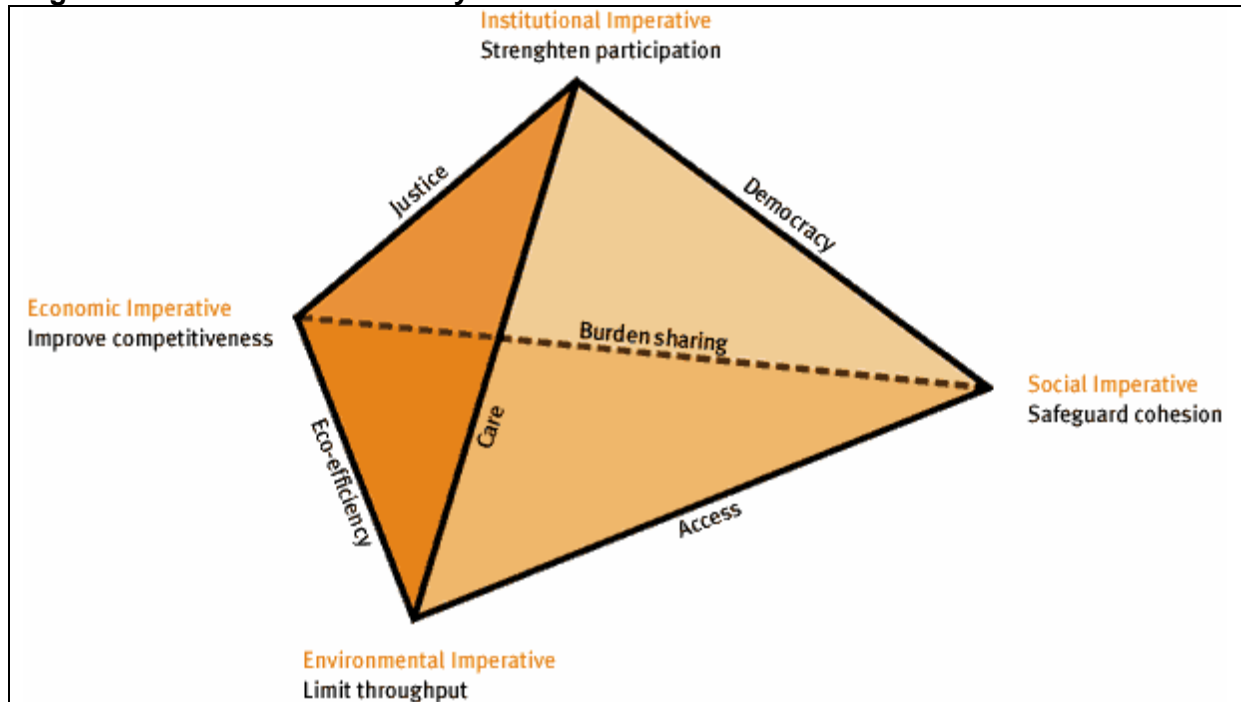 Institutional Imperative
Strenghten participation
Justice
Democracy
Economic Imperative
Improve competitiveness
Burden sharing
Social Imperative
Safeguard cohesion
Eco-efficiency
Care
Access
Environmental Imperative
Limit throughput